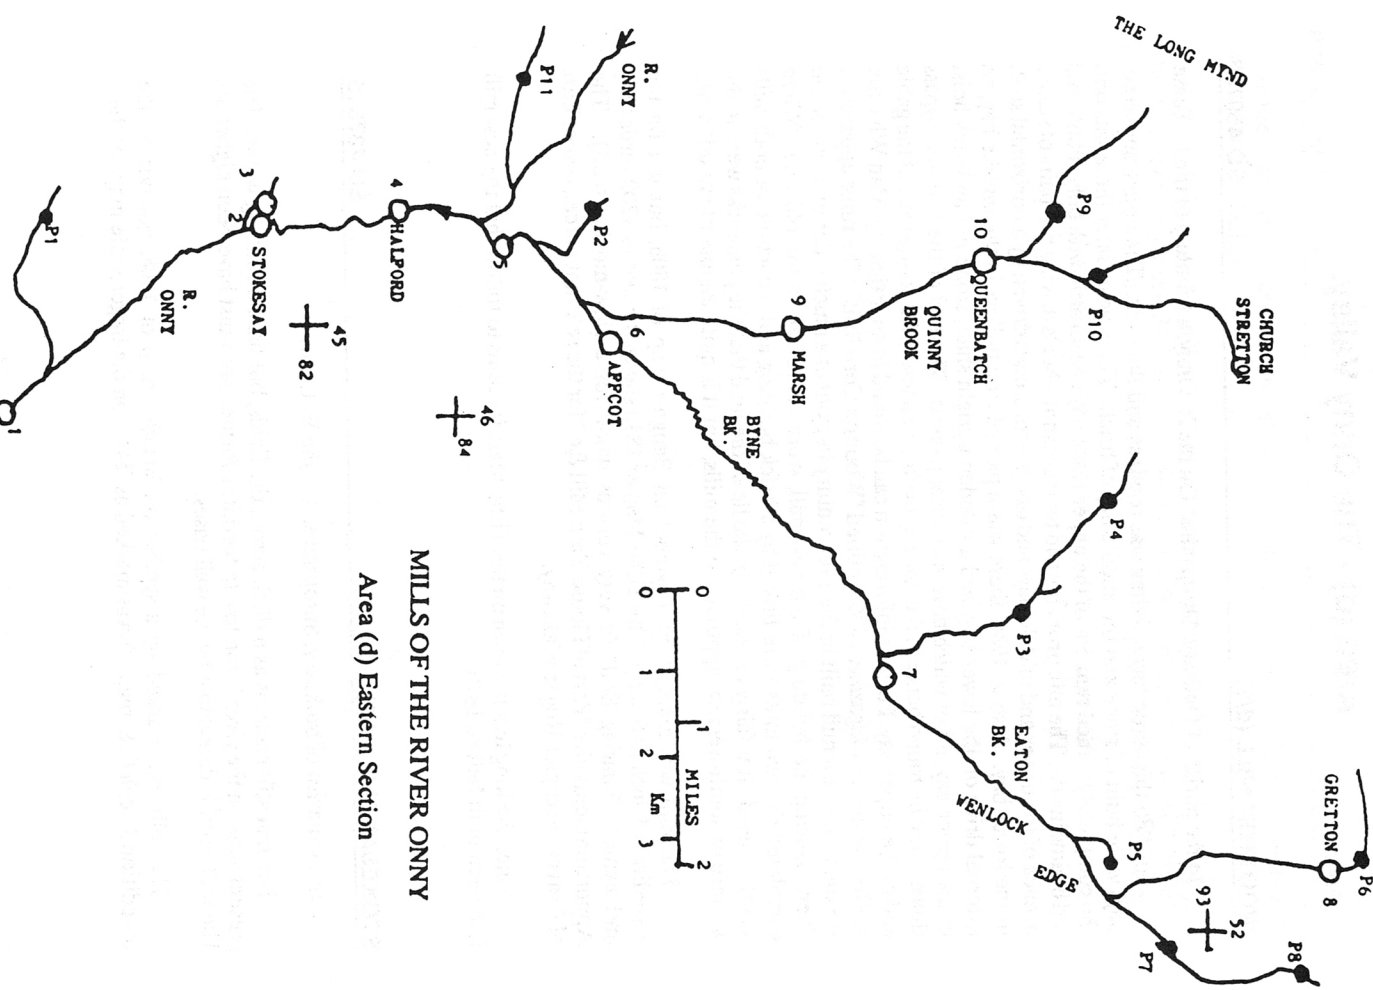 P6
GRETTON
8
P8
CHURCH
STRETTON
52
93
THE LONG MYND
P7
P5
P4
P10
P9
EDGE
P3
EATON
BK.
WENLOCK
10
QUEENBATCH
QUINNY
BROOK
7
9
MARSH
BYNE
BK.
0 1 2
MILES
0 1 2 3
Km
R.
ONNY
6
APPCOT
P2
P11
5
46
84
MILLS OF THE RIVER ONNY
Area (d) Eastern Section
4
HALFORD
45
82
3
2
STOKESAY
R.
ONNY
P1
1